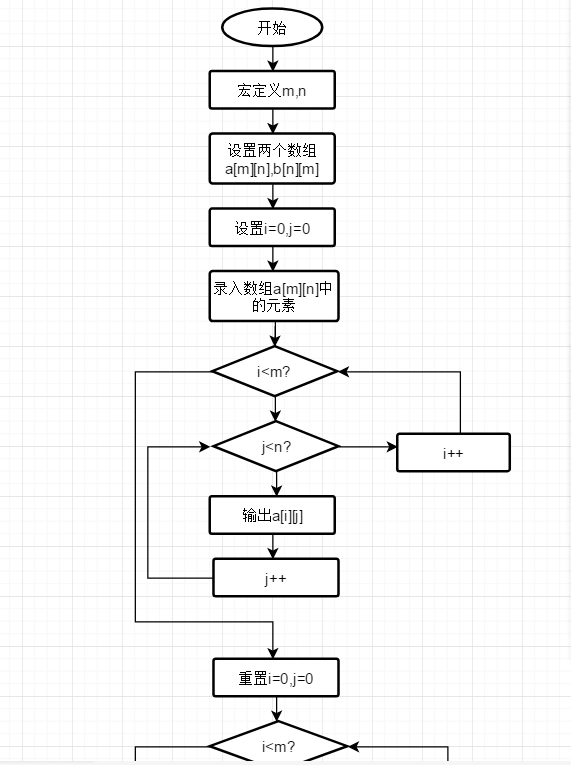 开始
宏定义m,n
设置两个数组
a[m][n],b[n][m]
设置i=0,j=0
录入数组a[m][n]中
的元素
i<m?
j<n?
i++
输出a[i][j]
j++
重置i=0,j=0
i<m?